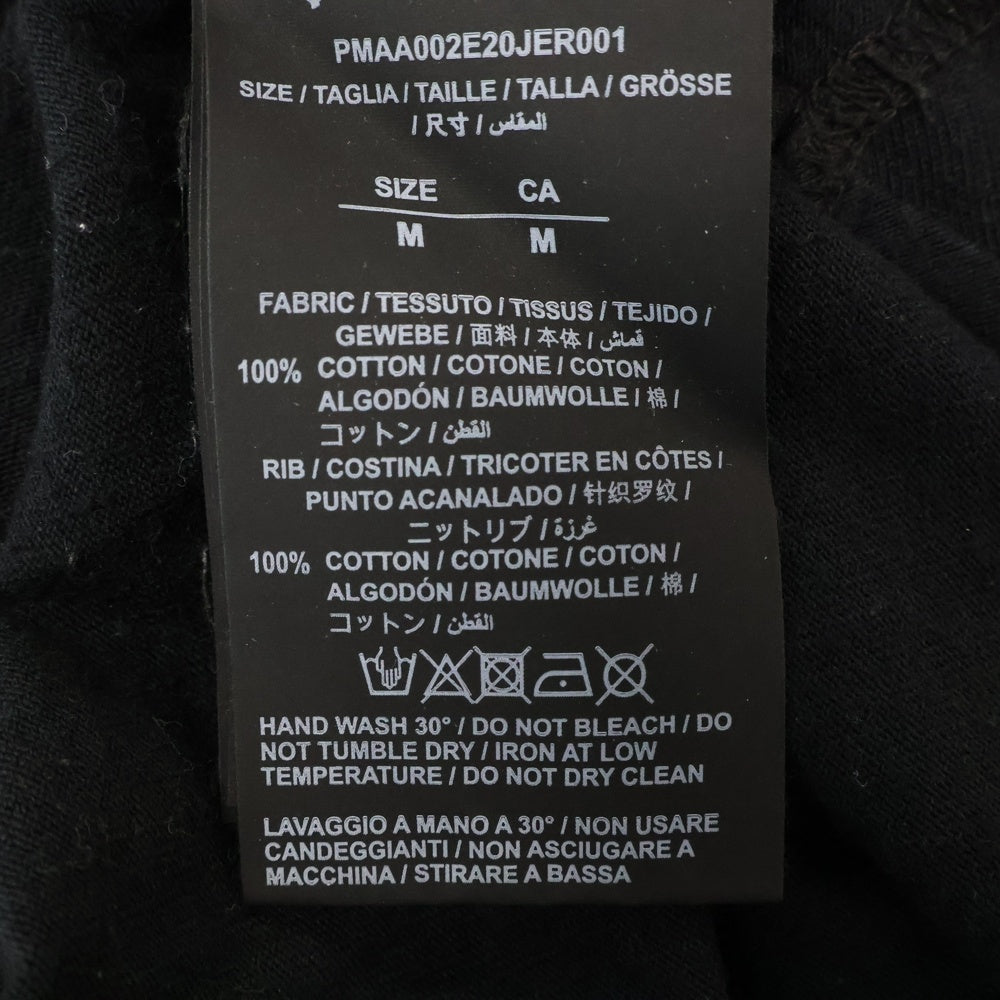 PMAA002E20JER001
SIZE / TAGLIA / TAILLE / TALLA / GRÖSSE
/ 尺寸 / المقاس
SIZE CA
M M
FABRIC / TESSUTO / TISSUS / TEJIDO /
GEWEBE / 面料 / 本体 / قماش
100% COTTON / COTONE / COTON /
ALGODÓN / BAUMWOLLE / 棉 /
コットン / القطن
RIB / COSTINA / TRICOTER EN CÔTES /
PUNTO ACANALADO / 针织罗纹 /
ニットリブ / غرزة
100% COTTON / COTONE / COTON /
ALGODÓN / BAUMWOLLE / 棉 /
コットン / القطن
HAND WASH 30° / DO NOT BLEACH / DO
NOT TUMBLE DRY / IRON AT LOW
TEMPERATURE / DO NOT DRY CLEAN
LAVAGGIO A MANO A 30° / NON USARE
CANDEGGIANTI / NON ASCIUGARE A
MACCHINA / STIRARE A BASSA